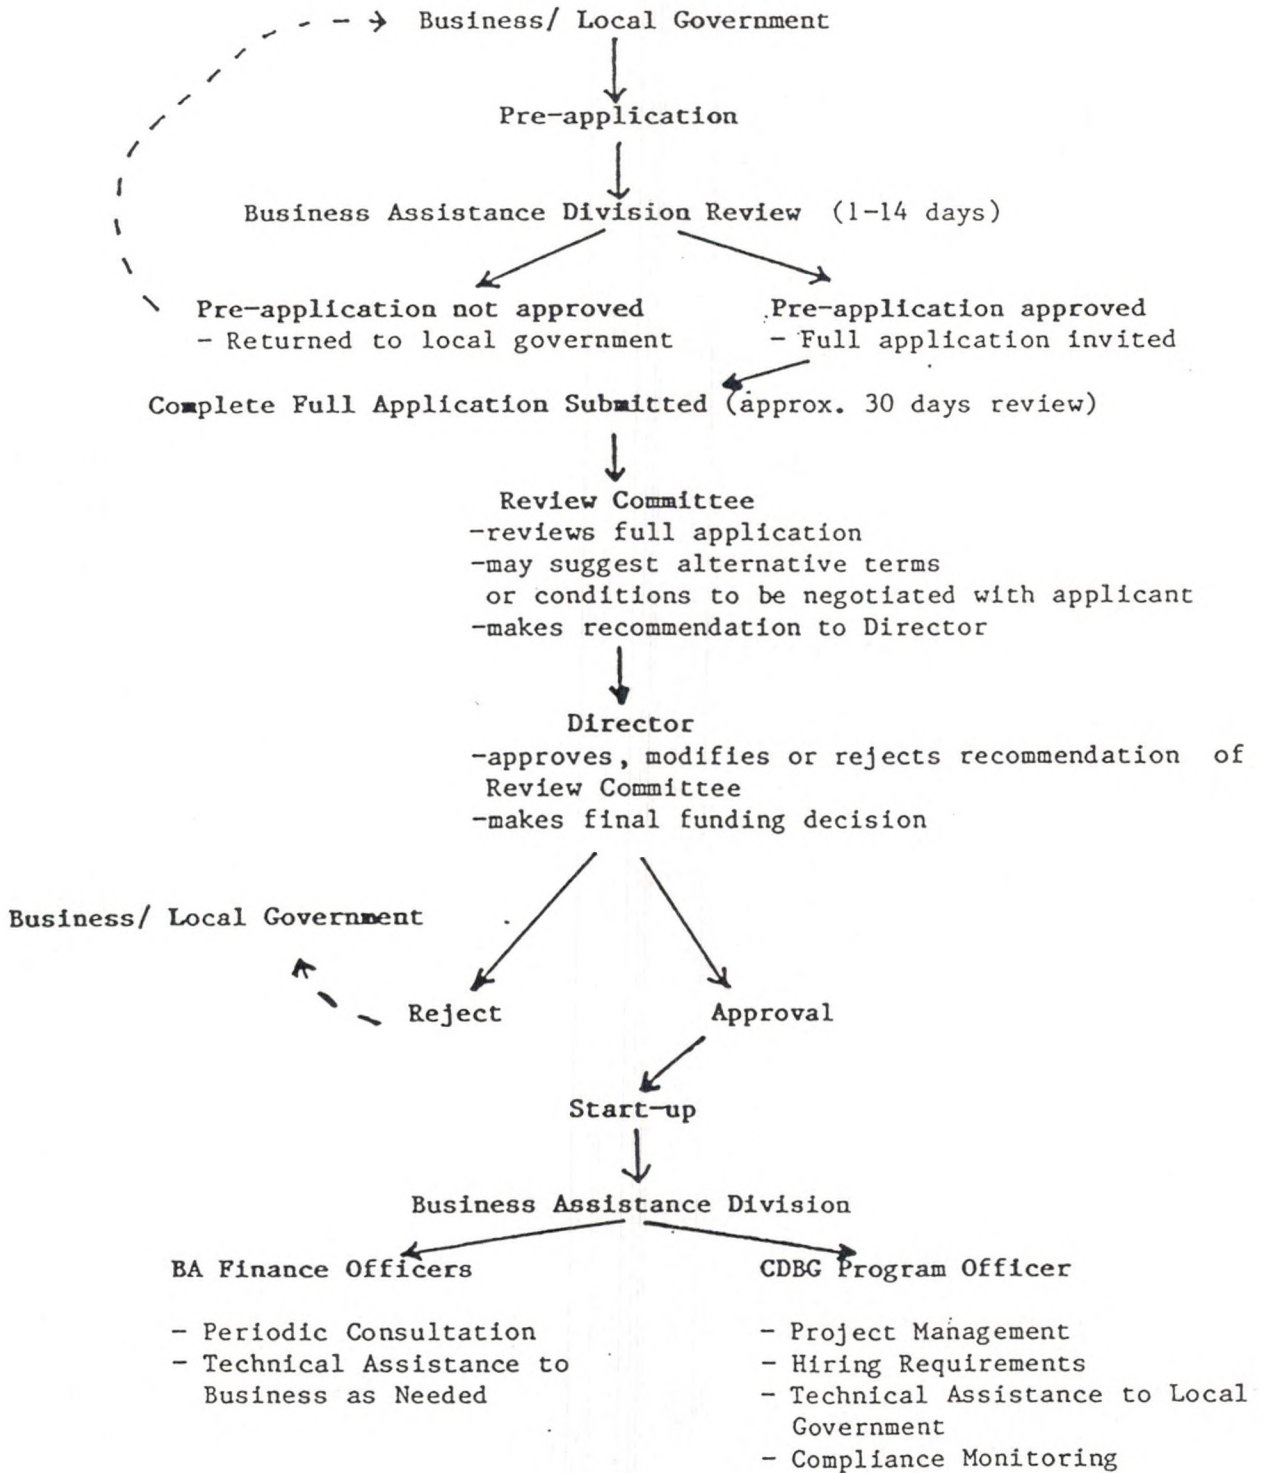 Business/ Local Government
Pre-application
Business Assistance Division Review (1-14 days)
Pre-application not approved
- Returned to local government
Pre-application approved
- Full application invited
Complete Full Application Submitted (approx. 30 days review)
Review Committee
-reviews full application
-may suggest alternative terms
or conditions to be negotiated with applicant
-makes recommendation to Director
Director
-approves, modifies or rejects recommendation of
Review Committee
-makes final funding decision
Business/ Local Government
Reject
Approval
Start-up
Business Assistance Division
BA Finance Officers
- Periodic Consultation
- Technical Assistance to
Business as Needed
CDBG Program Officer
- Project Management
- Hiring Requirements
- Technical Assistance to Local
Government
- Compliance Monitoring